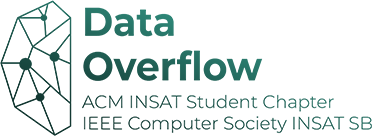 Data
Overflow
ACM INSAT Student Chapter
IEEE Computer Society INSAT SB